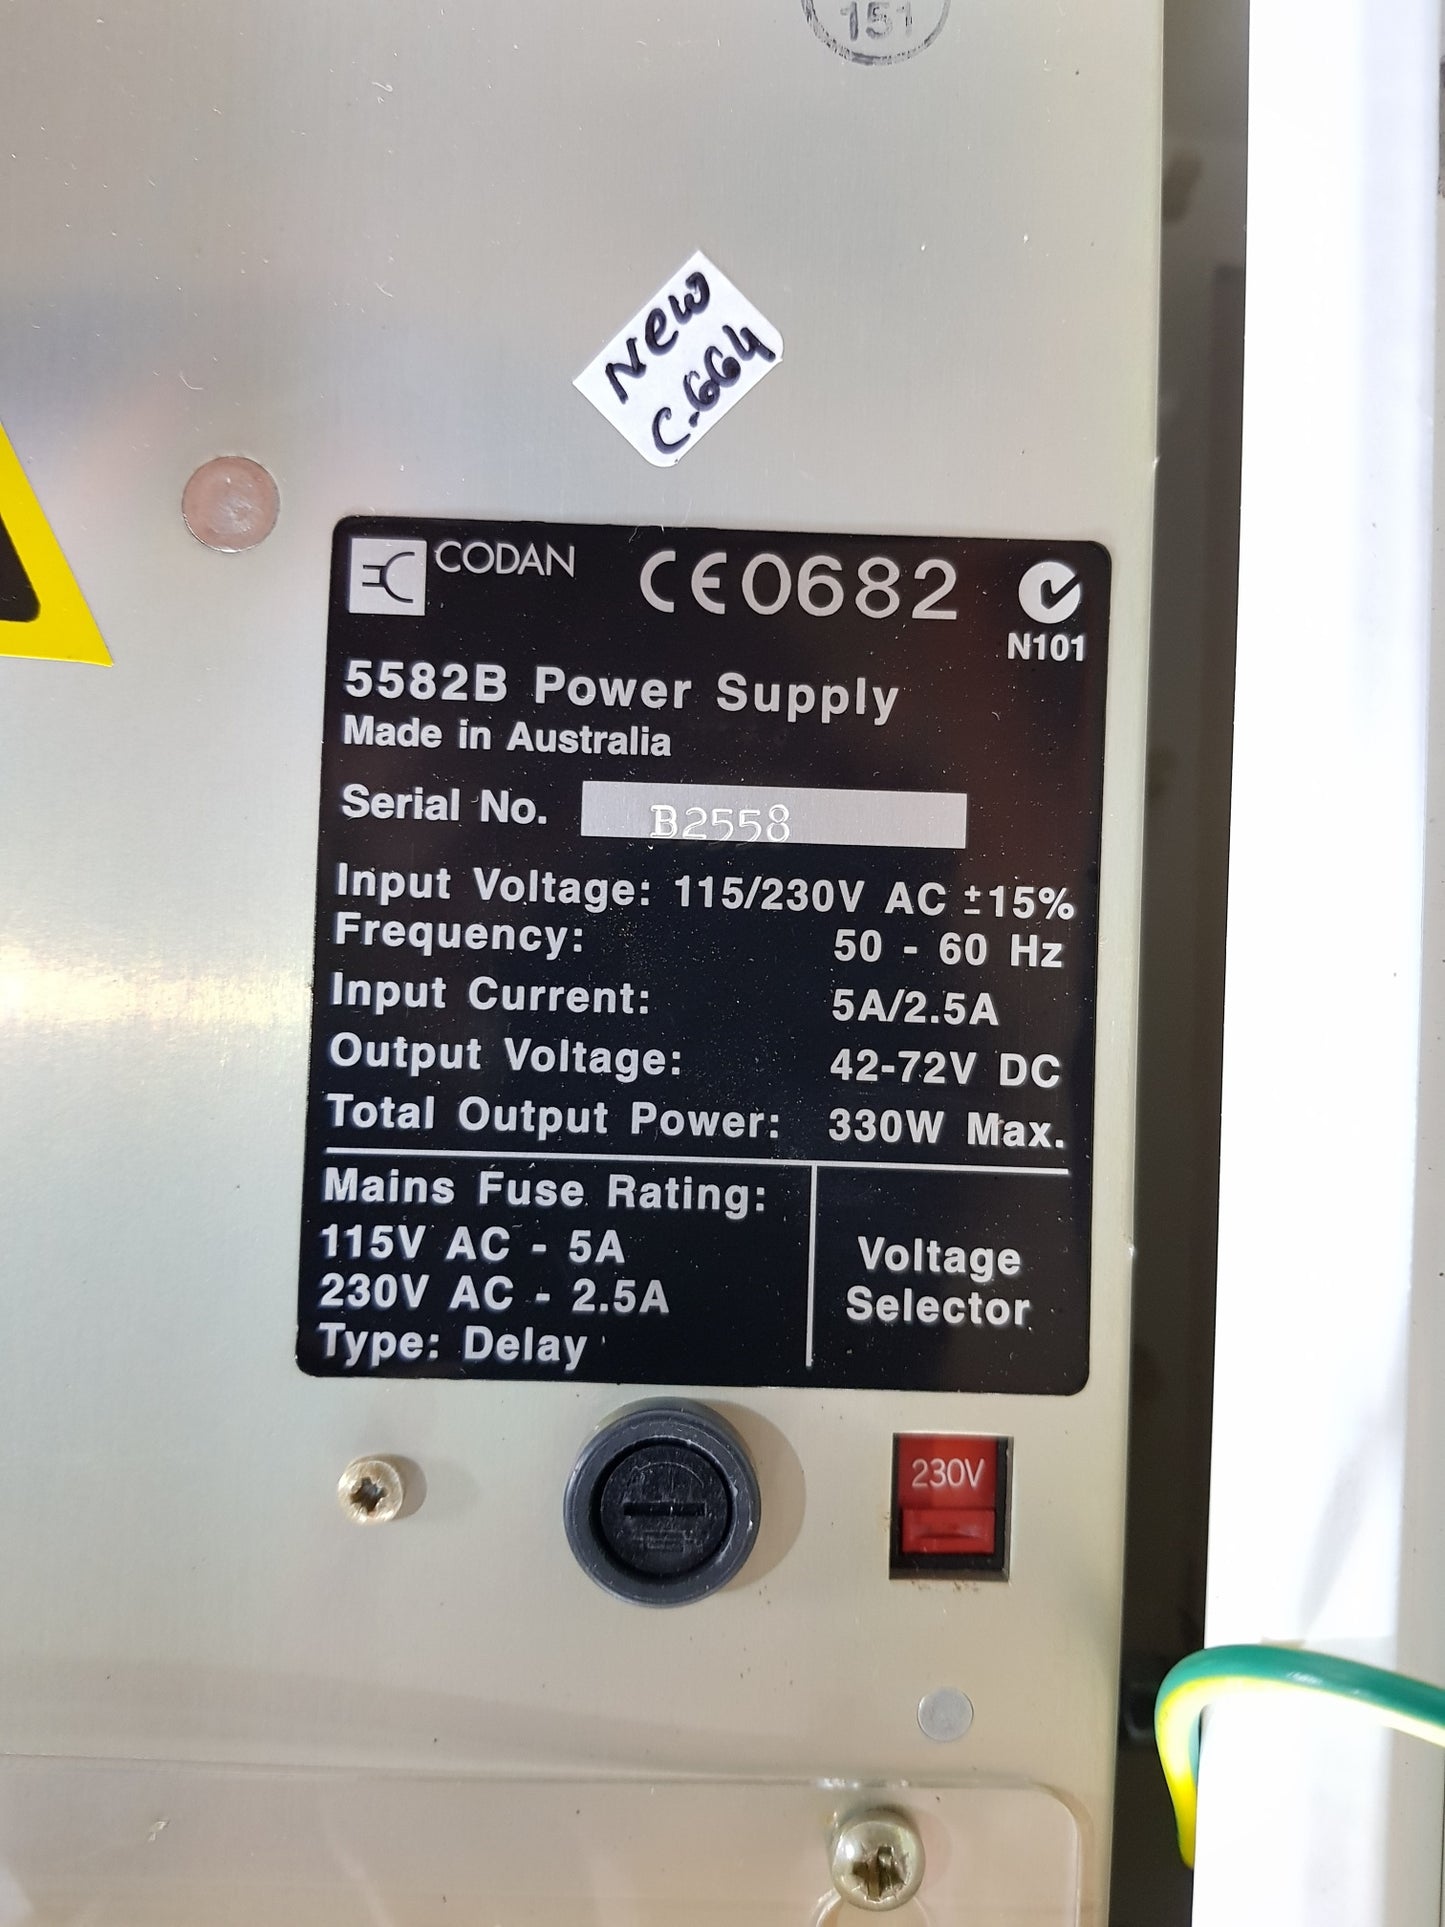 151
New
C-664
CODAN
CE0682
N101
5582B Power Supply
Made in Australia
Serial No. B2558
Input Voltage: 115/230V AC ±15%
Frequency: 50 - 60 Hz
Input Current: 5A/2.5A
Output Voltage: 42-72V DC
Total Output Power: 330W Max.
Mains Fuse Rating:
115V AC - 5A
230V AC - 2.5A
Type: Delay
Voltage
Selector
230V